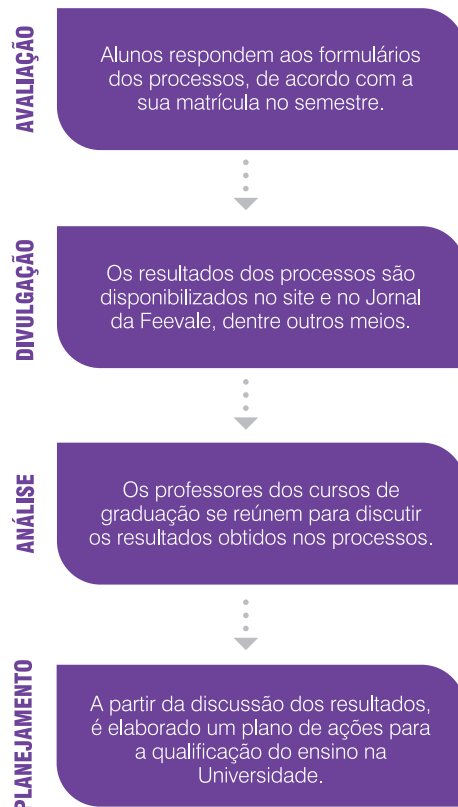 AVALIAÇÃO
Alunos respondem aos formulários
dos processos, de acordo com a
sua matrícula no semestre.
DIVULGAÇÃO
Os resultados dos processos são
disponibilizados no site e no Jornal
da Feevale, dentre outros meios.
ANÁLISE
Os professores dos cursos de
graduação se reúnem para discutir
os resultados obtidos nos processos.
PLANEJAMENTO
A partir da discussão dos resultados,
é elaborado um plano de ações para
a qualificação do ensino na
Universidade.